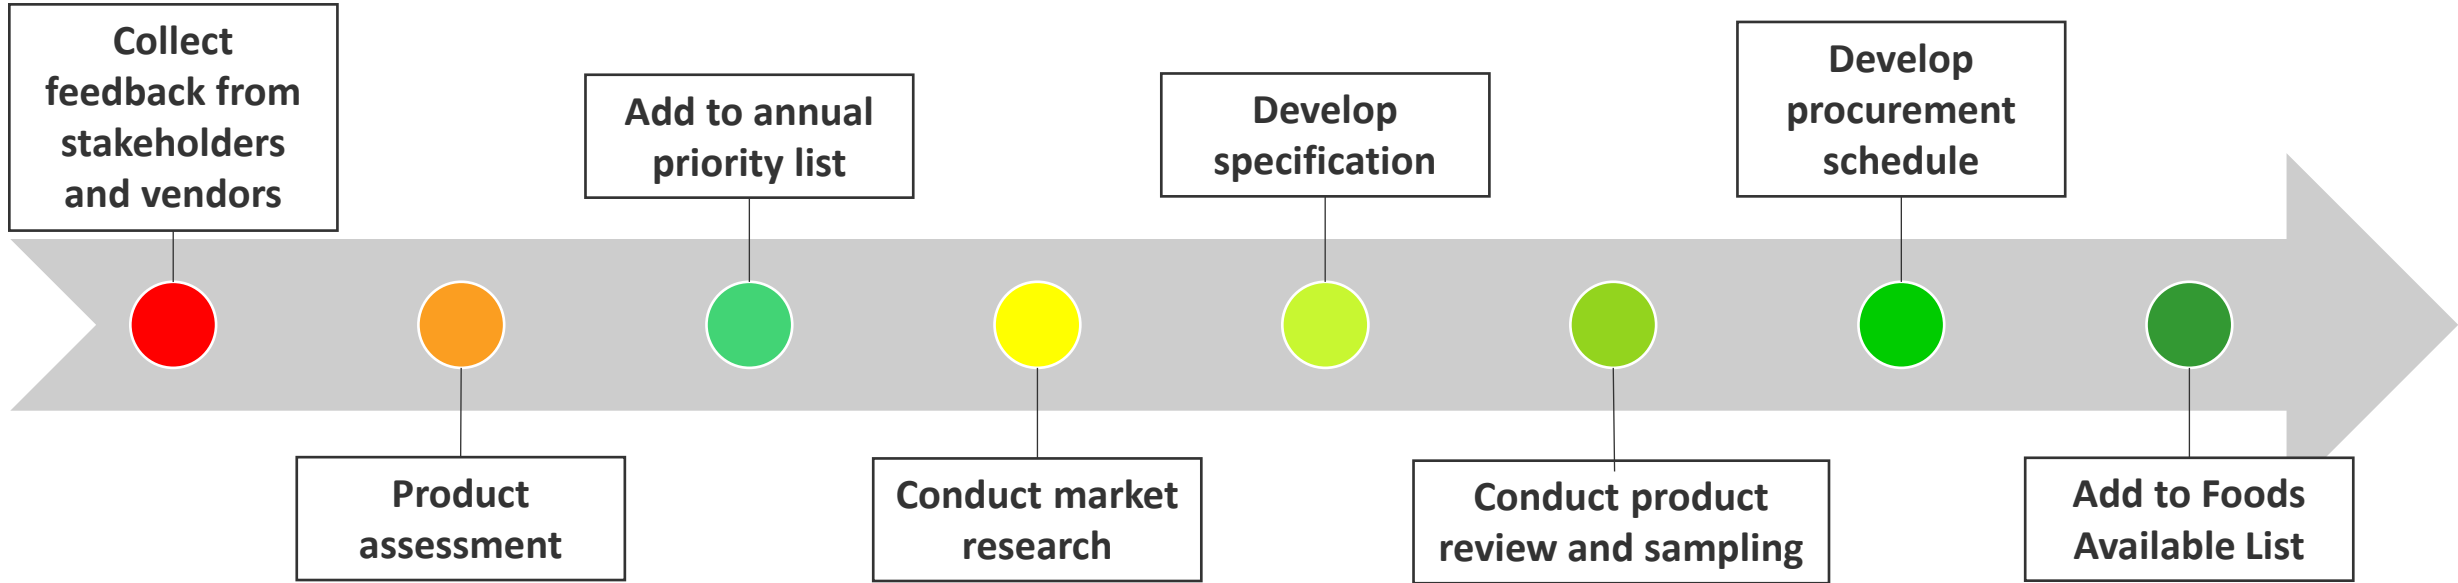 Collect
feedback from
stakeholders
and vendors
Product
assessment
Add to annual
priority list
Conduct market
research
Develop
specification
Conduct product
review and sampling
Develop
procurement
schedule
Add to Foods
Available List